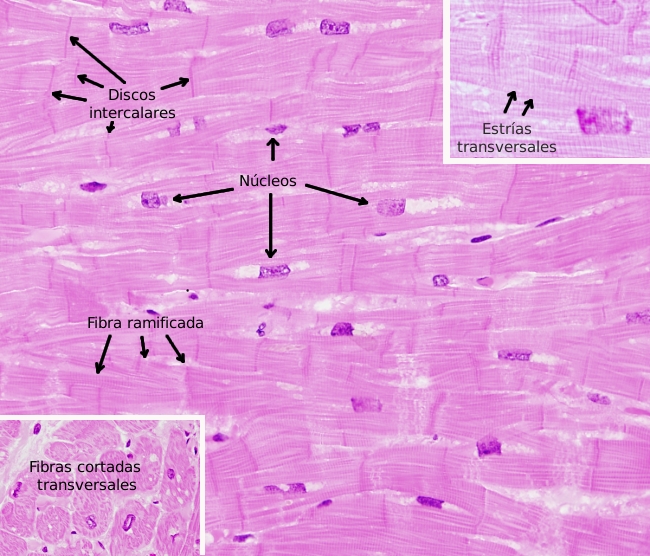 Discos
intercalares
Estrías
transversales
Núcleos
Fibra ramificada
Fibras cortadas
transversales